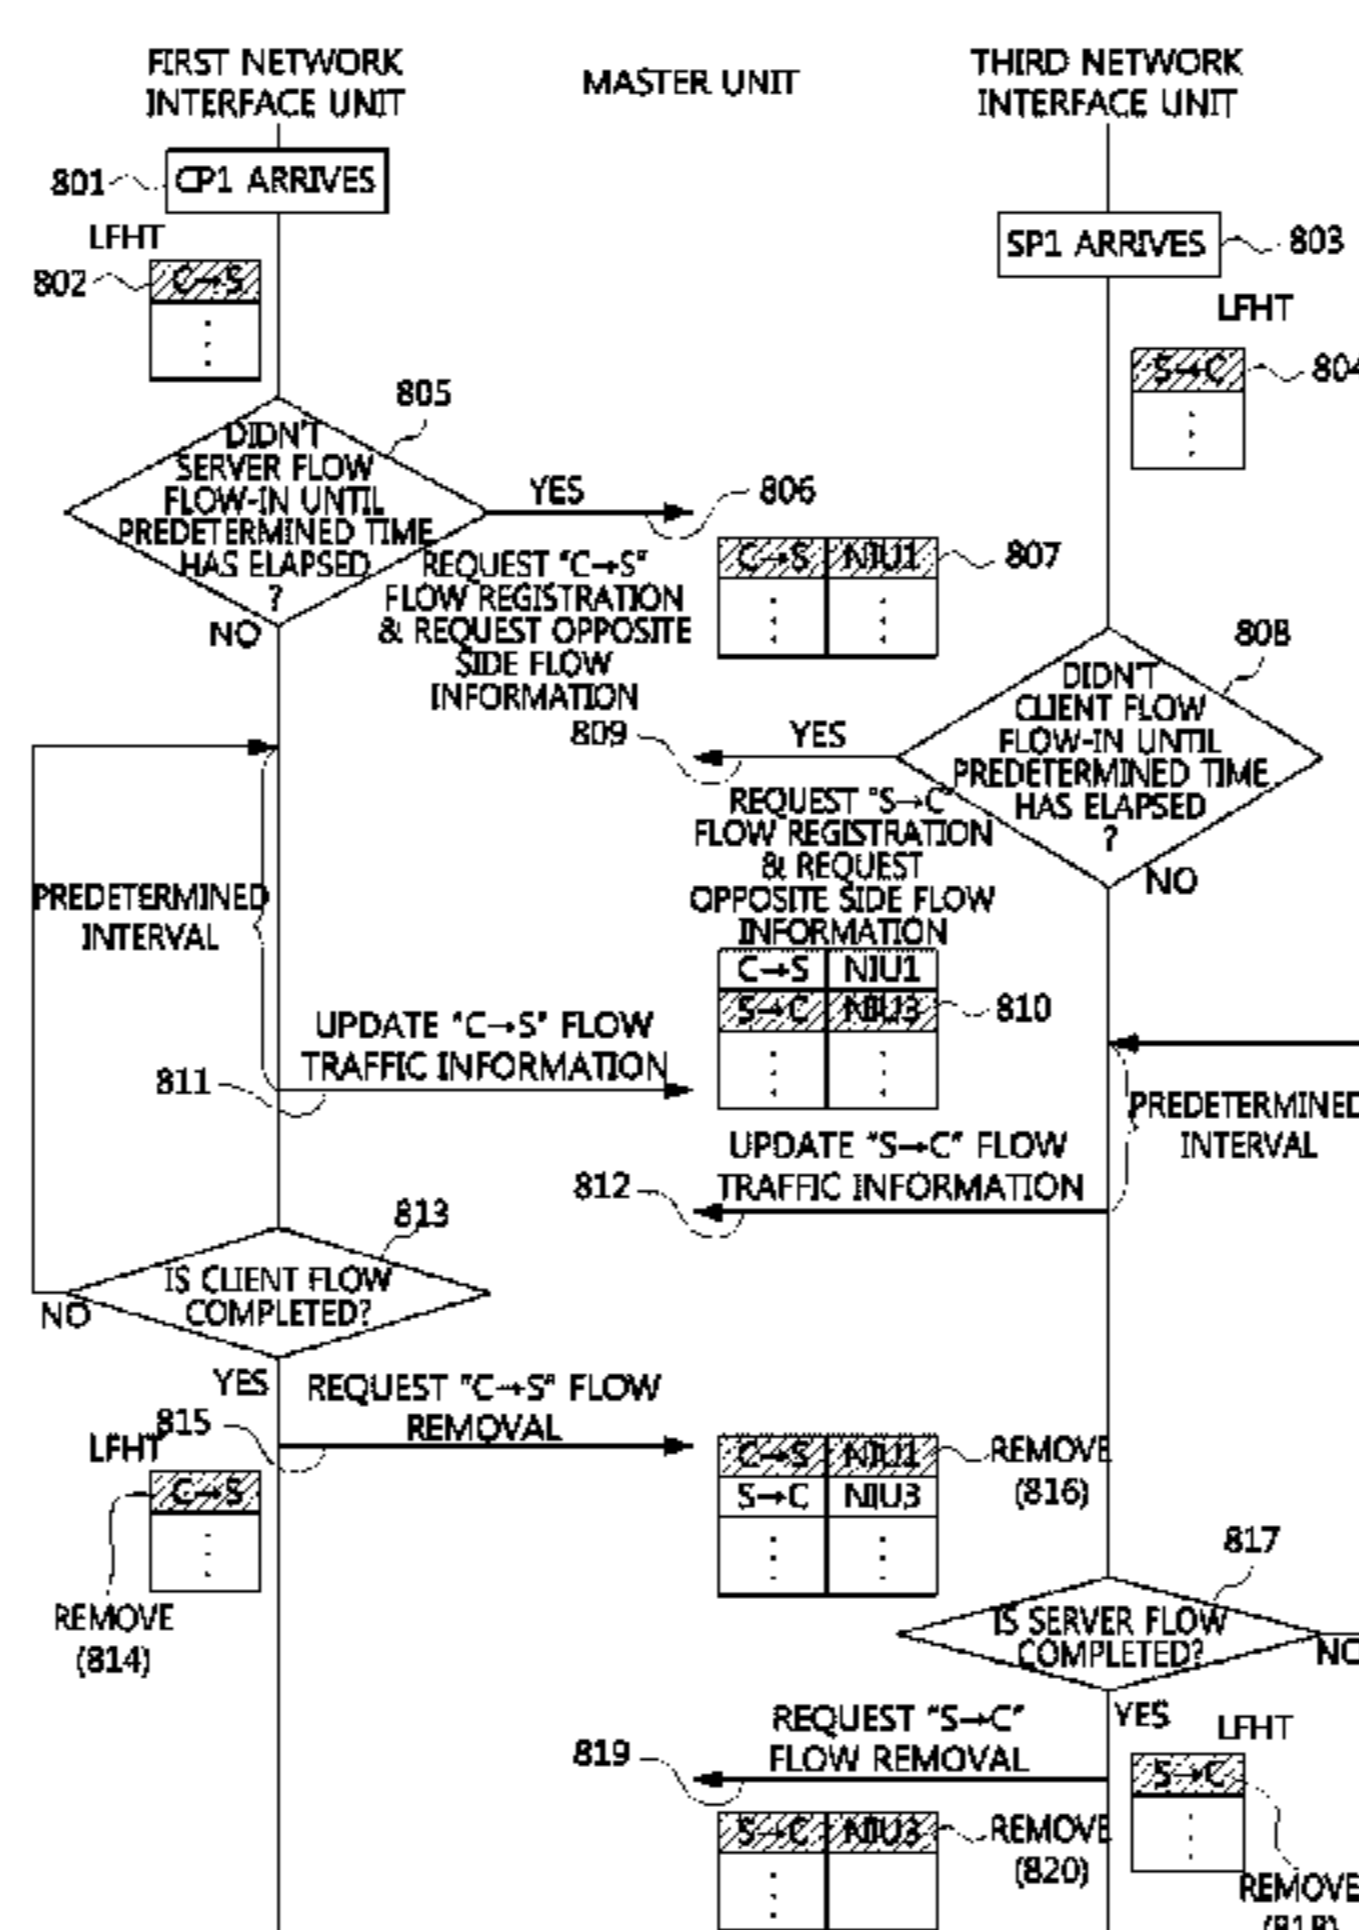 FIRST NETWORK
INTERFACE UNIT
MASTER UNIT
THIRD NETWORK
INTERFACE UNIT
801
CP1 ARRIVES
SP1 ARRIVES
803
LFHT
802
C→S
LFHT
S→C
804
805
DIDN'T
SERVER FLOW
FLOW-IN UNTIL
PREDETERMINED TIME
HAS ELAPSED
?
YES
806
NO
REQUEST "C→S"
FLOW REGISTRATION
& REQUEST OPPOSITE
SIDE FLOW
INFORMATION
C→S NIU1
807
808
DIDN'T
CLIENT FLOW
FLOW-IN UNTIL
PREDETERMINED TIME
HAS ELAPSED
?
809
YES
NO
REQUEST "S→C"
FLOW REGISTRATION
& REQUEST
OPPOSITE SIDE FLOW
INFORMATION
PREDETERMINED
INTERVAL
C→S NIU1
S→C NIU3
810
UPDATE "C→S" FLOW
TRAFFIC INFORMATION
811
PREDETERMINED
INTERVAL
UPDATE "S→C" FLOW
TRAFFIC INFORMATION
812
813
IS CLIENT FLOW
COMPLETED?
NO
YES
REQUEST "C→S" FLOW
REMOVAL
815
LFHT
C→S
REMOVE
(814)
C→S NIU1
S→C NIU3
REMOVE
(816)
817
IS SERVER FLOW
COMPLETED?
NO
YES
REQUEST "S→C"
FLOW REMOVAL
819
LFHT
S→C
S→C NIU3
REMOVE
(820)
REMOVE
(818)